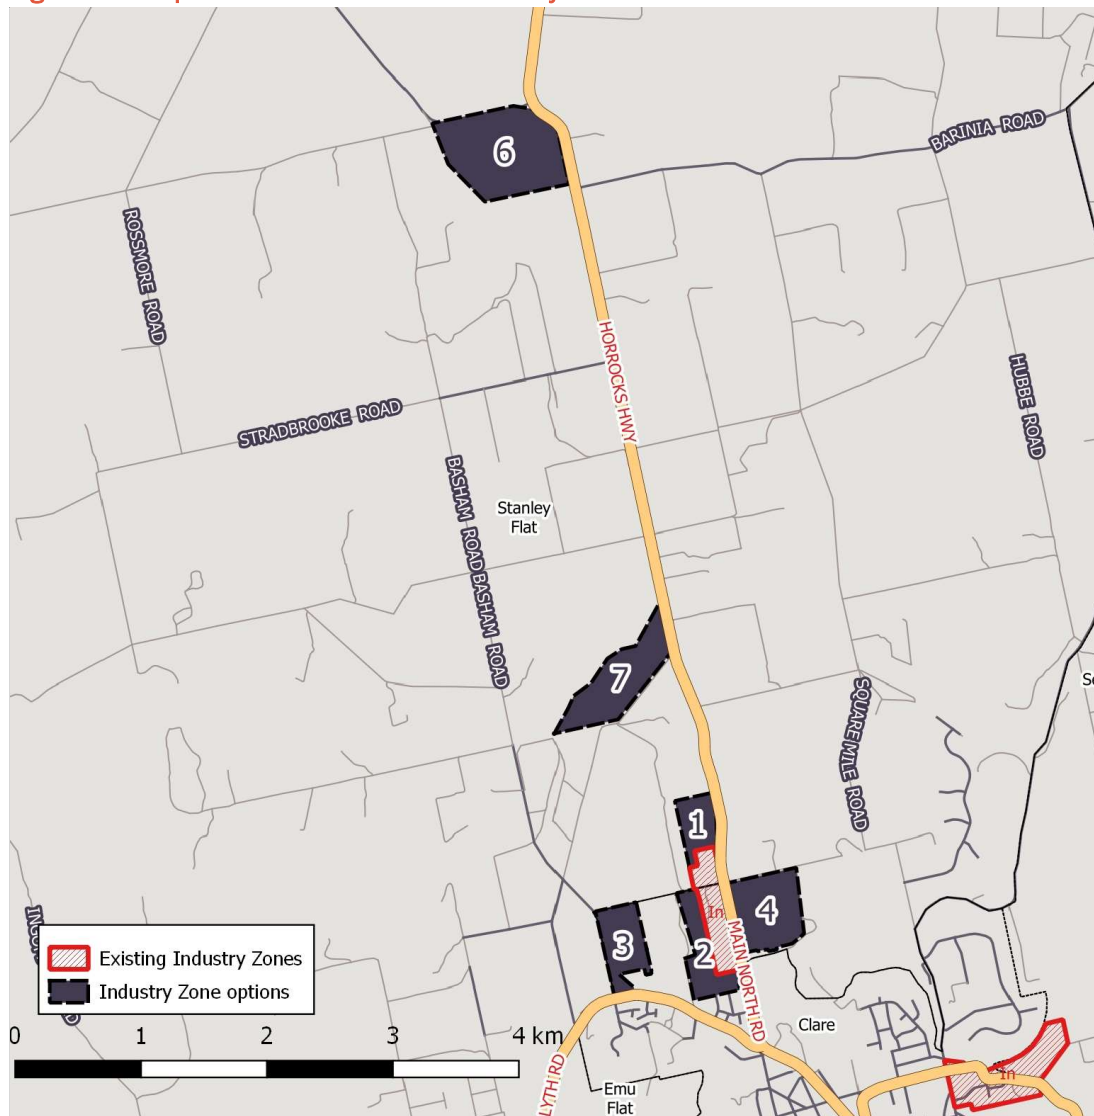 6
BARINIA ROAD
ROSSMORE ROAD
HORROCKS HWY
HUBBE ROAD
STRADBROOKE ROAD
BASHAM ROAD
BASHAM ROAD
Stanley
Flat
7
SQUARE MILE ROAD
1
In
4
3
2
MAIN NORTH RD
Existing Industry Zones
Industry Zone options
0
1
2
3
4 km
Clare
In
Emu
Flat